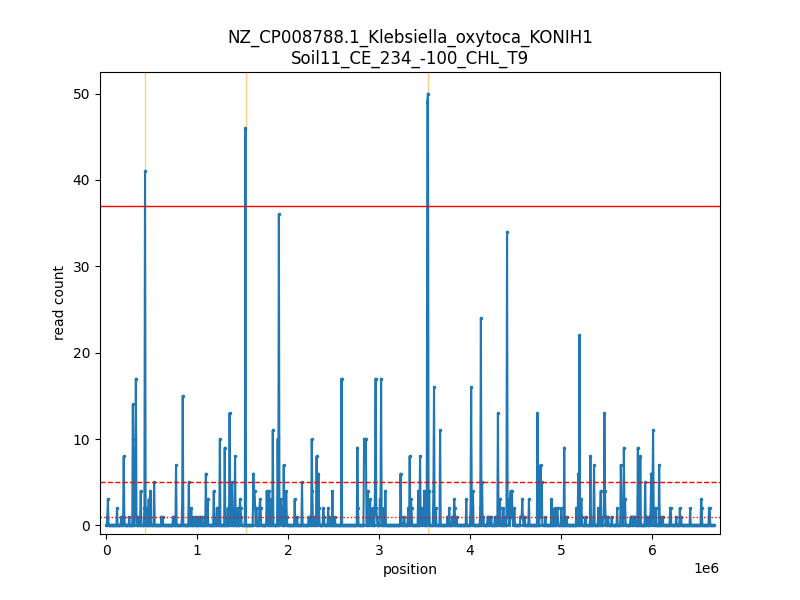 NZ_CP008788.1_Klebsiella_oxytoca_KONIH1
Soil11_CE_234_-100_CHL_T9
50
40
30
20
10
0
read count
0 1 2 3 4 5 6
1e6
position